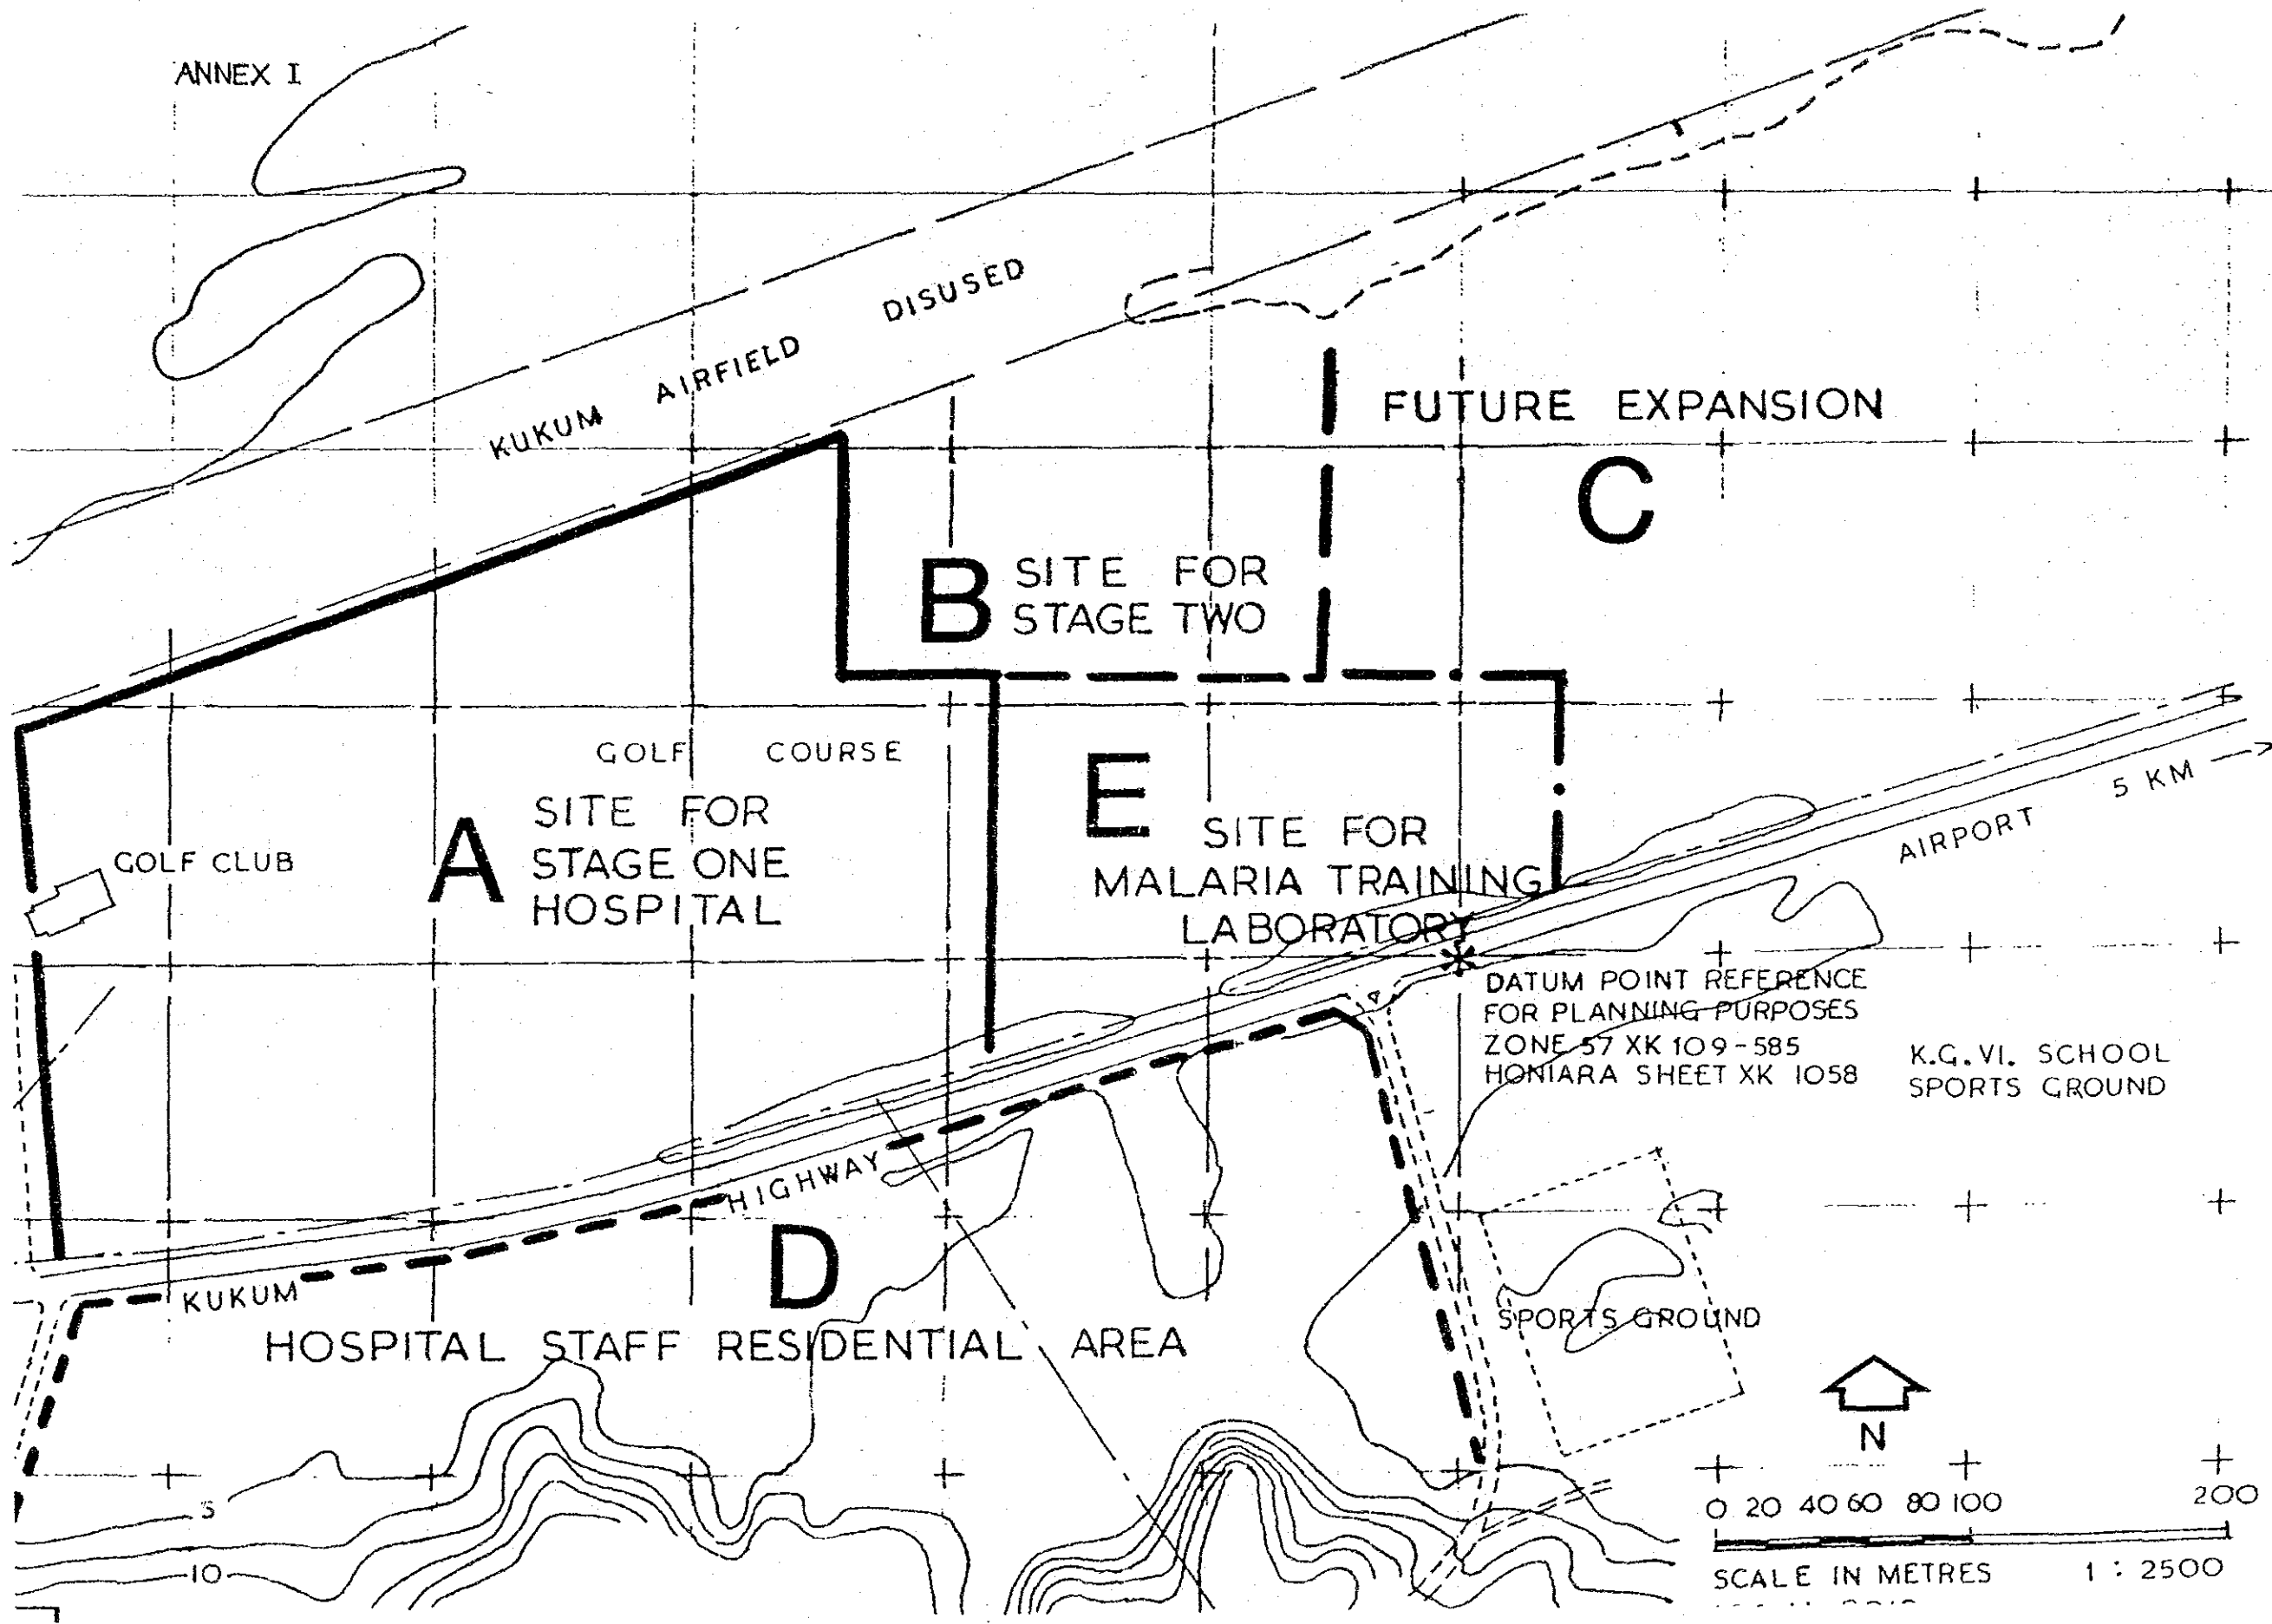 ANNEX I
KUKUM AIRFIELD DISUSED
FUTURE EXPANSION
C
B
SITE FOR
STAGE TWO
GOLF COURSE
A
SITE FOR
STAGE ONE
HOSPITAL
GOLF CLUB
E
SITE FOR
MALARIA TRAINING
LABORATORY
5 KM
AIRPORT
DATUM POINT REFERENCE
FOR PLANNING PURPOSES
ZONE 57 XK 109-585
HONIARA SHEET XK 1058
K.G.VI. SCHOOL
SPORTS GROUND
KUKUM HIGHWAY
D
HOSPITAL STAFF RESIDENTIAL AREA
SPORTS GROUND
N
5
10
0 20 40 60 80 100 200
SCALE IN METRES 1 : 2500